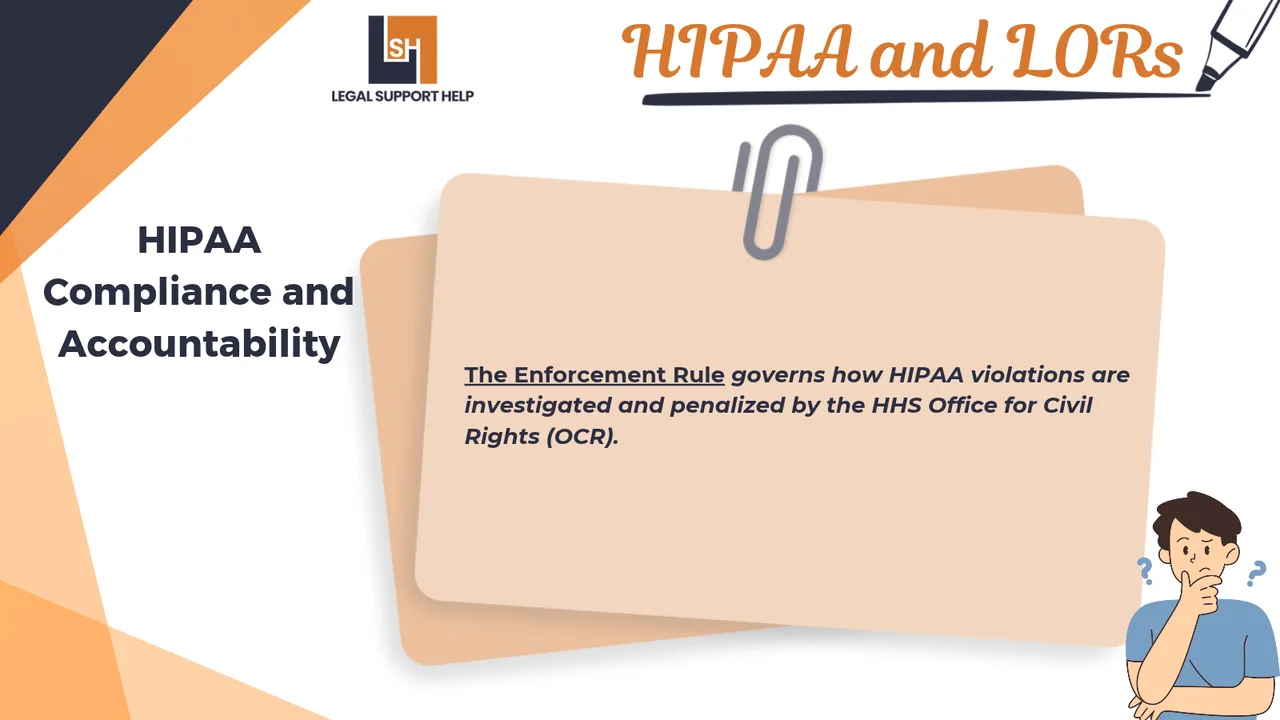 SH
LEGAL SUPPORT HELP
HIPAA and LORs
HIPAA
Compliance and
Accountability
The Enforcement Rule governs how HIPAA violations are
investigated and penalized by the HHS Office for Civil
Rights (OCR).
? ?